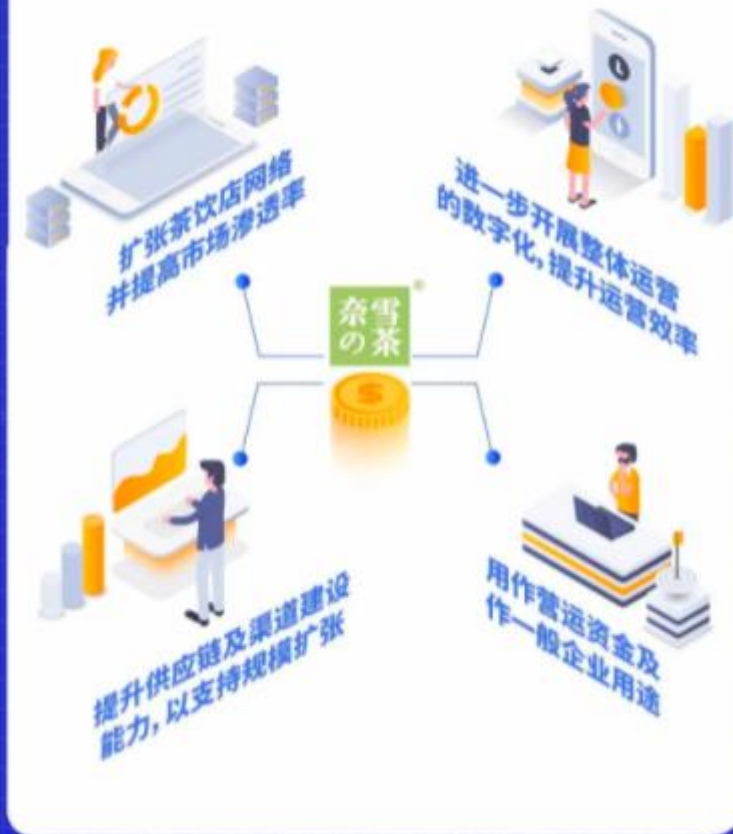 扩张茶饮店网络
并提高市场渗透率
进一步开展整体运营
的数字化，提升运营效率
奈雪
の茶
®
$
提升供应链及渠道建设
能力，以支持规模扩张
用作营运资金及
作一般企业用途